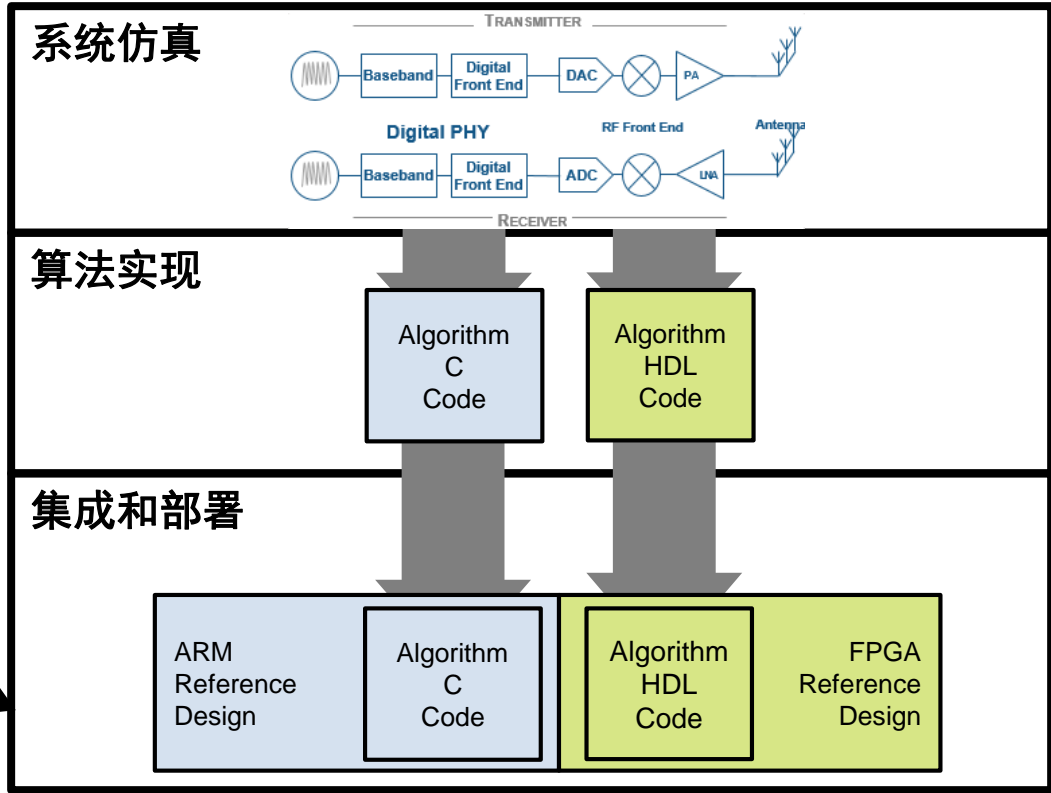 系统仿真
TRANSMITTER
Baseband
Digital
Front End
DAC
PA
Digital PHY
RF Front End
Antenna
Baseband
Digital
Front End
ADC
LNA
RECEIVER
算法实现
Algorithm
C
Code
Algorithm
HDL
Code
集成和部署
ARM
Reference
Design
Algorithm
C
Code
Algorithm
HDL
Code
FPGA
Reference
Design